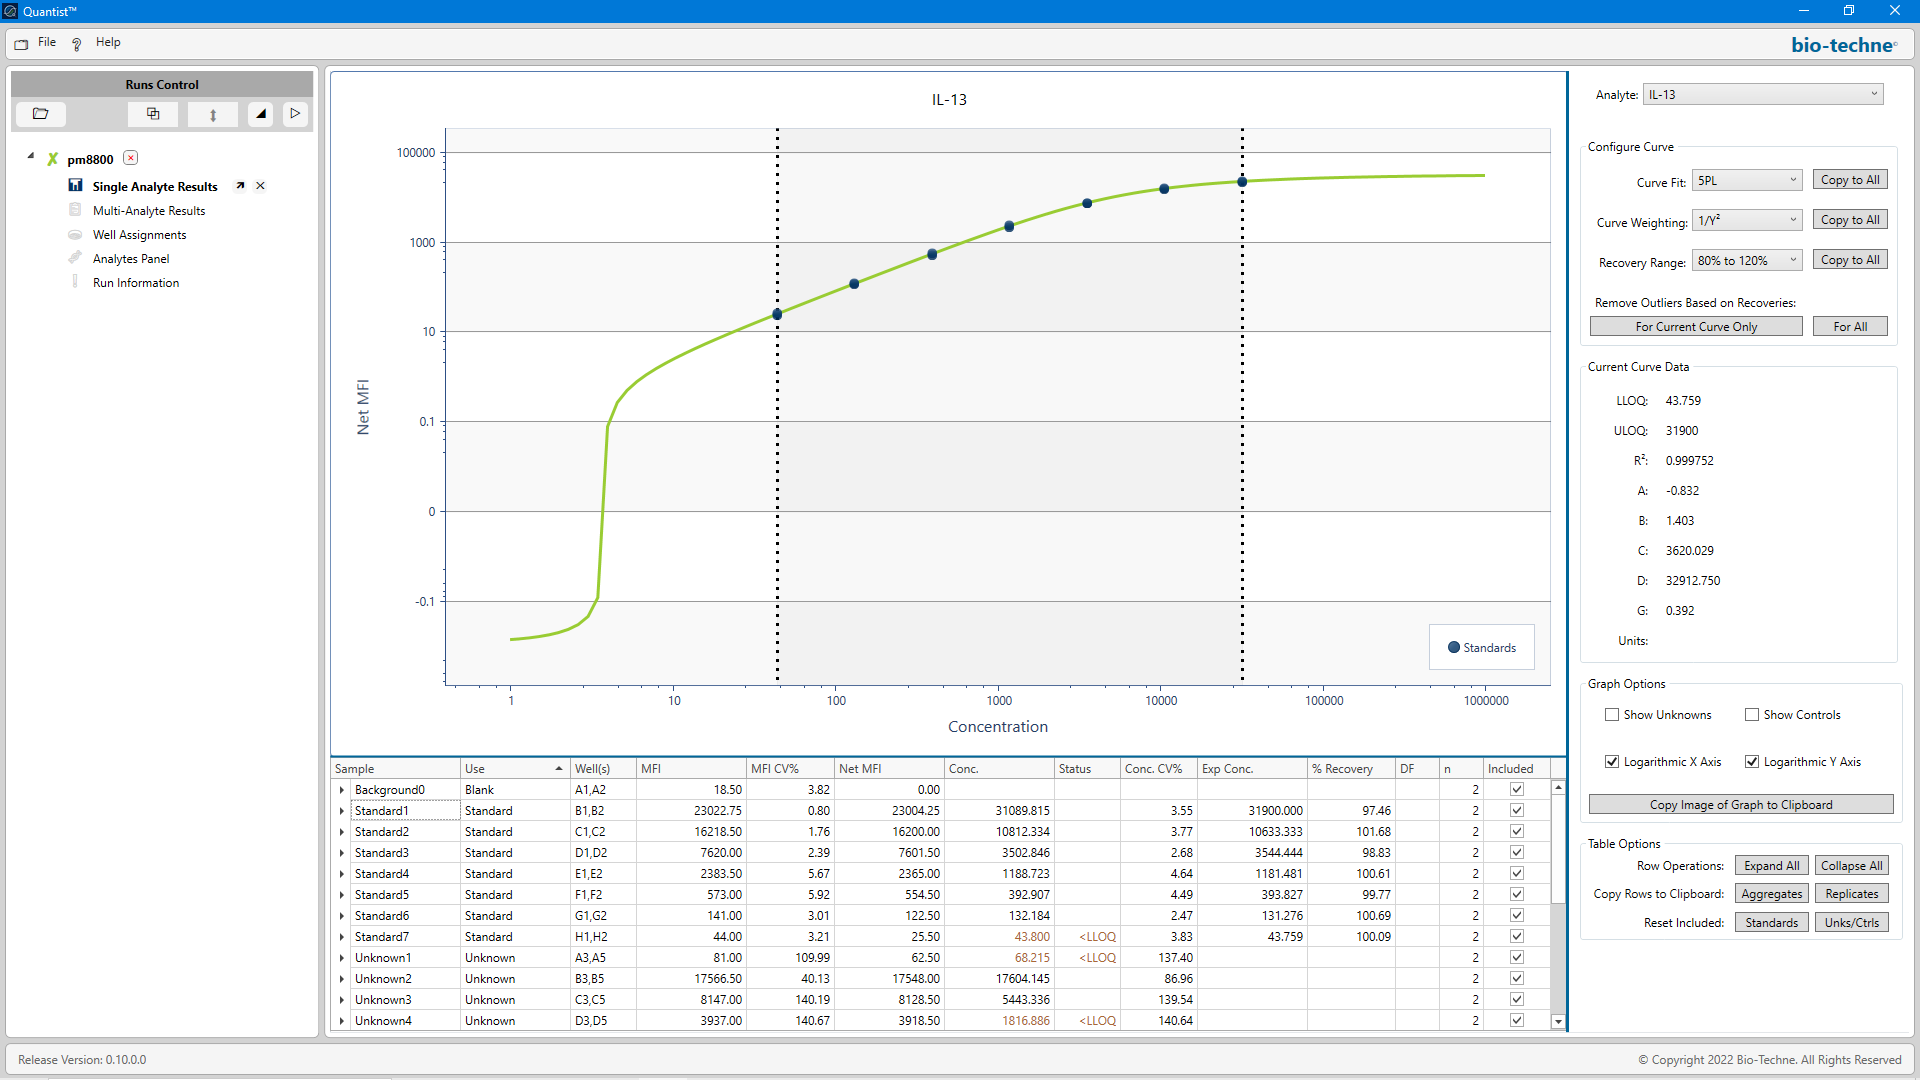 Quantist™
File Help
bio-techne
Runs Control
pm8800
Single Analyte Results
Multi-Analyte Results
Well Assignments
Analytes Panel
Run Information
IL-13
100000
1000
10
0.1
0
-0.1
Net MFI
1 10 100 1000 10000 100000 1000000
Concentration
Standards
Analyte: IL-13
Configure Curve
Curve Fit: 5PL Copy to All
Curve Weighting: 1/Y² Copy to All
Recovery Range: 80% to 120% Copy to All
Remove Outliers Based on Recoveries:
For Current Curve Only For All
Current Curve Data
LLOQ: 43.759
ULOQ: 31900
R²: 0.999752
A: -0.832
B: 1.403
C: 3620.029
D: 32912.750
G: 0.392
Units:
Graph Options
Show Unknowns Show Controls
Logarithmic X Axis Logarithmic Y Axis
Copy Image of Graph to Clipboard
Table Options
Row Operations: Expand All Collapse All
Copy Rows to Clipboard: Aggregates Replicates
Reset Included: Standards Unks/Ctrls
Sample Use Well(s) MFI MFI CV% Net MFI Conc. Status Conc. CV% Exp Conc. % Recovery DF n Included
Background0 Blank A1,A2 18.50 3.82 0.00 2
Standard1 Standard B1,B2 23022.75 0.80 23004.25 31089.815 3.55 31900.000 97.46 2
Standard2 Standard C1,C2 16218.50 1.76 16200.00 10812.334 3.77 10633.333 101.68 2
Standard3 Standard D1,D2 7620.00 2.39 7601.50 3502.846 2.68 3544.444 98.83 2
Standard4 Standard E1,E2 2383.50 5.67 2365.00 1188.723 4.64 1181.481 100.61 2
Standard5 Standard F1,F2 573.00 5.92 554.50 392.907 4.49 393.827 99.77 2
Standard6 Standard G1,G2 141.00 3.01 122.50 132.184 2.47 131.276 100.69 2
Standard7 Standard H1,H2 44.00 3.21 25.50 43.800 <LLOQ 3.83 43.759 100.09 2
Unknown1 Unknown A3,A5 81.00 109.99 62.50 68.215 <LLOQ 137.40 2
Unknown2 Unknown B3,B5 17566.50 40.13 17548.00 17604.145 86.96 2
Unknown3 Unknown C3,C5 8147.00 140.19 8128.50 5443.336 139.54 2
Unknown4 Unknown D3,D5 3937.00 140.67 3918.50 1816.886 <LLOQ 140.64 2
Release Version: 0.10.0.0
© Copyright 2022 Bio-Techne. All Rights Reserved